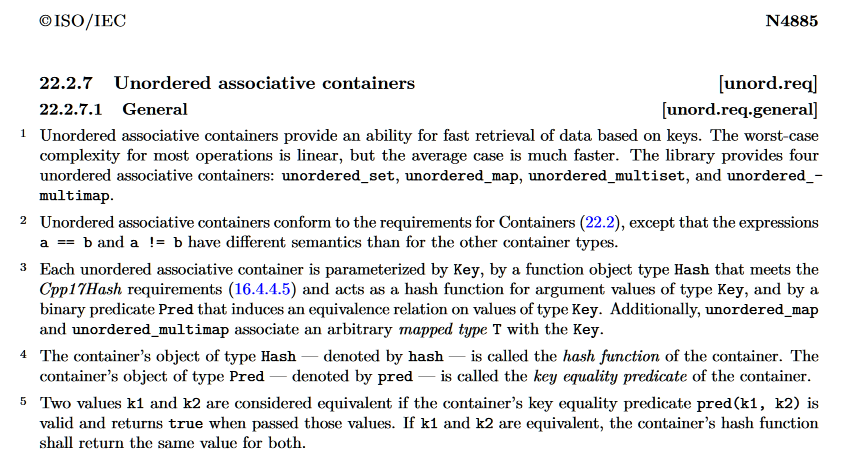 ©ISO/IEC N4885
22.2.7 Unordered associative containers [unord.req]
22.2.7.1 General [unord.req.general]
1 Unordered associative containers provide an ability for fast retrieval of data based on keys. The worst-case
complexity for most operations is linear, but the average case is much faster. The library provides four
unordered associative containers: unordered_set, unordered_map, unordered_multiset, and unordered_-
multimap.
2 Unordered associative containers conform to the requirements for Containers (22.2), except that the expressions
a == b and a != b have different semantics than for the other container types.
3 Each unordered associative container is parameterized by Key, by a function object type Hash that meets the
Cpp17Hash requirements (16.4.4.5) and acts as a hash function for argument values of type Key, and by a
binary predicate Pred that induces an equivalence relation on values of type Key. Additionally, unordered_map
and unordered_multimap associate an arbitrary mapped type T with the Key.
4 The container's object of type Hash — denoted by hash — is called the hash function of the container. The
container's object of type Pred — denoted by pred — is called the key equality predicate of the container.
5 Two values k1 and k2 are considered equivalent if the container's key equality predicate pred(k1, k2) is
valid and returns true when passed those values. If k1 and k2 are equivalent, the container's hash function
shall return the same value for both.